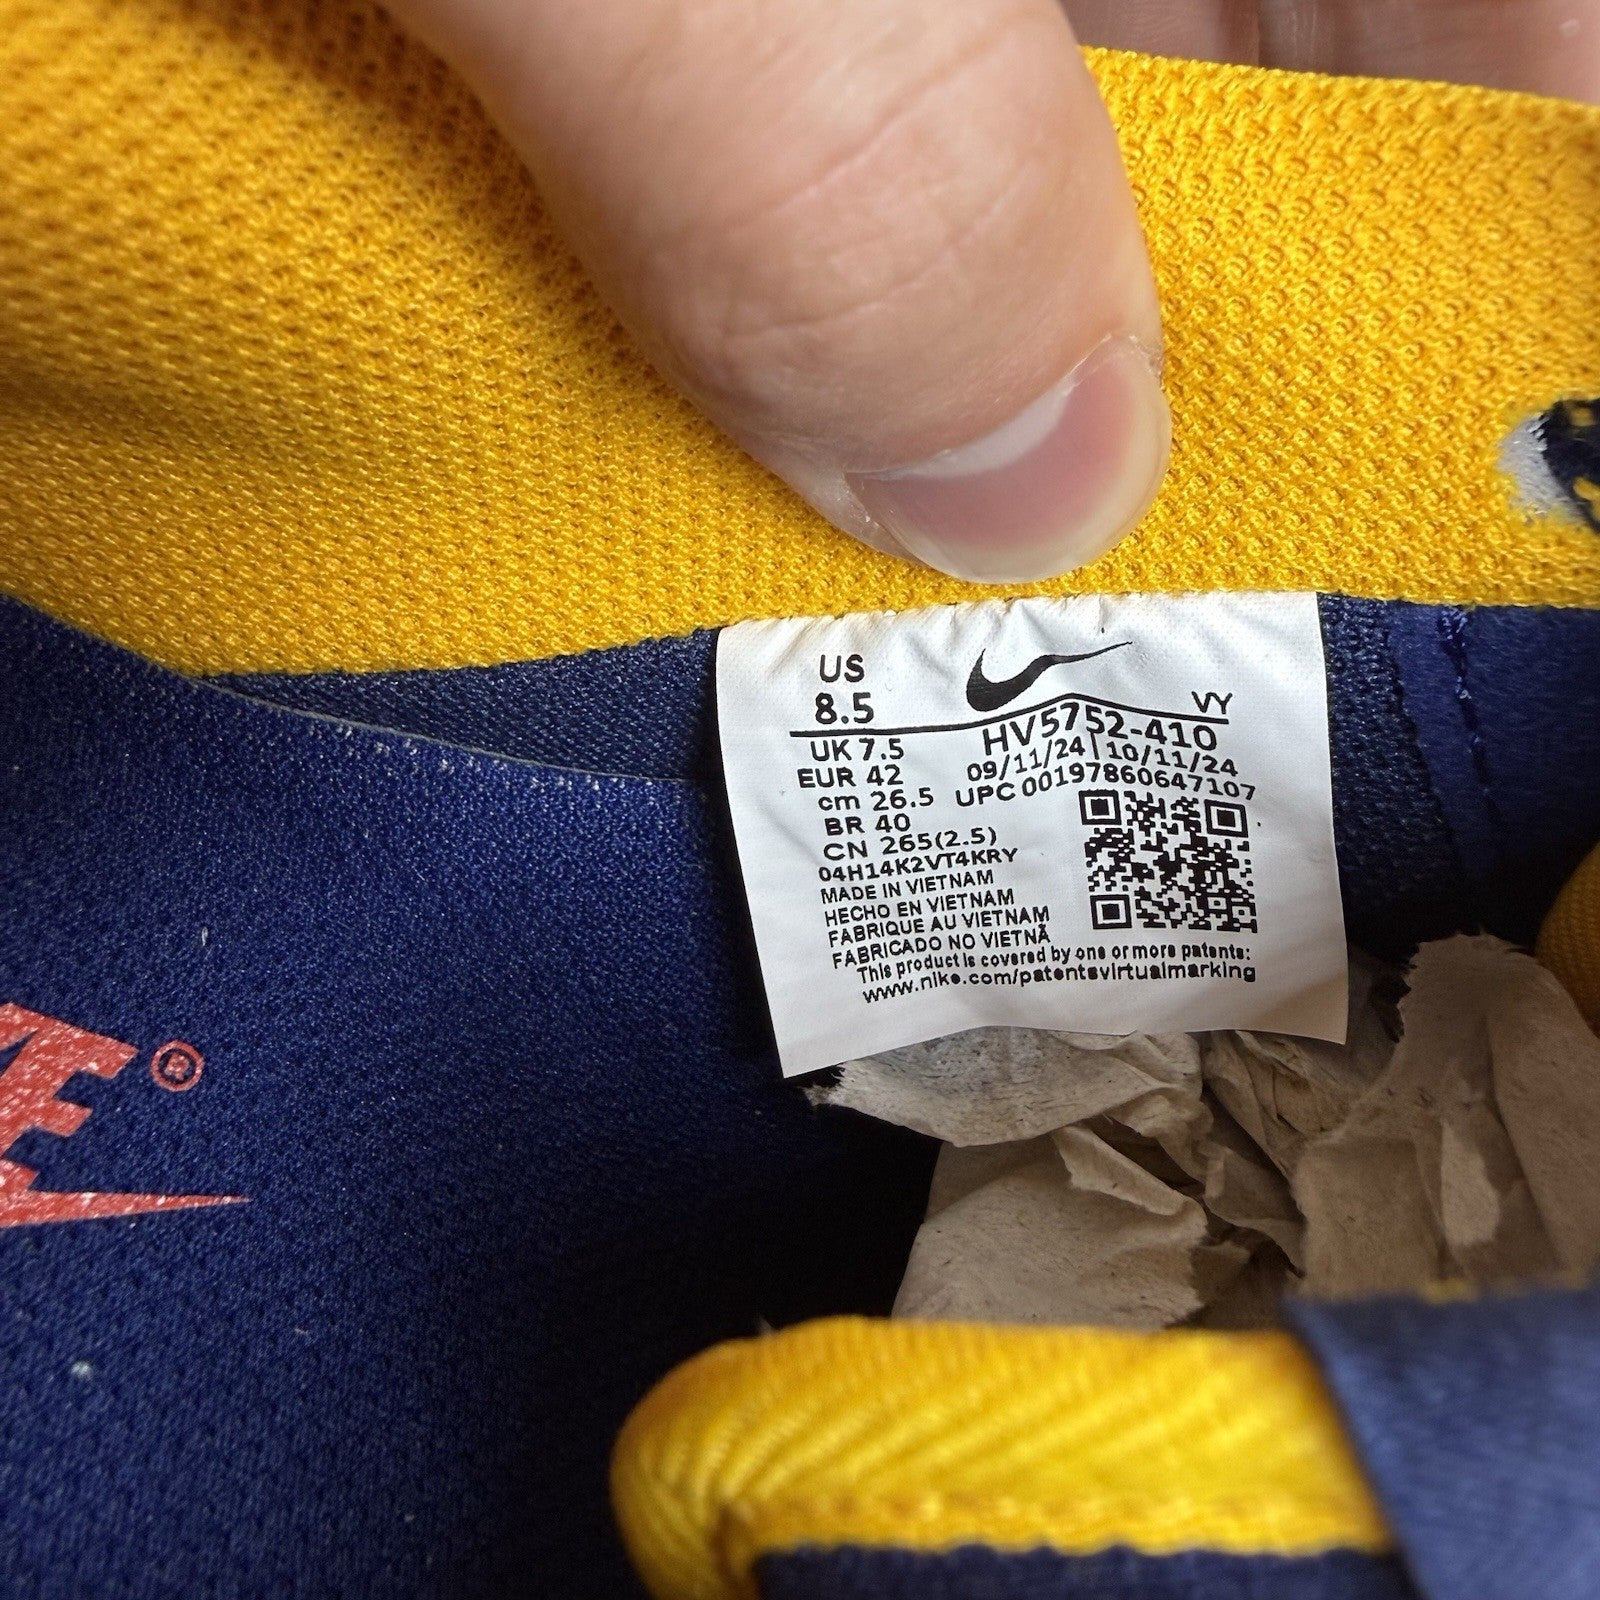 US
8.5
VY
UK 7.5
HV5752-410
EUR 42
09/11/24 | 10/11/24
cm 26.5
UPC 00197860647107
BR 40
CN 265(2.5)
04H14K2VT4KRY
MADE IN VIETNAM
HECHO EN VIETNAM
FABRIQUE AU VIETNAM
FABRICADO NO VIETNÃ
This product is covered by one or more patents:
www.nike.com/patentsvirtualmarking
®